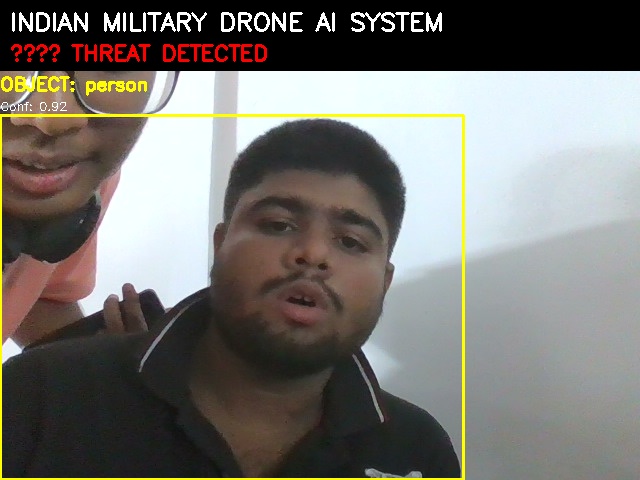 INDIAN MILITARY DRONE AI SYSTEM
???? THREAT DETECTED
OBJECT: person
Conf: 0.92